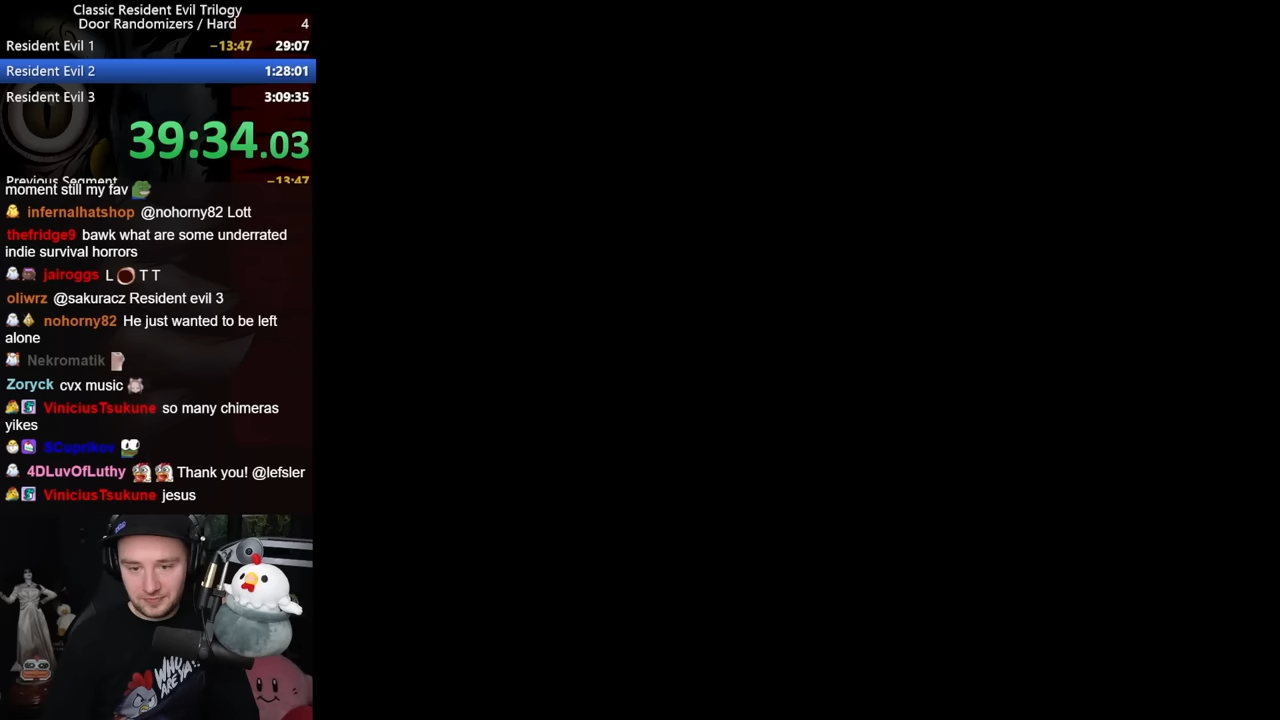 Classic Resident Evil Trilogy
Door Randomizers / Hard 4
Resident Evil 1 −13:47 29:07
Resident Evil 2 1:28:01
Resident Evil 3 3:09:35
39:34.03
Previous Segment −13:47
moment still my fav
infernalhatshop @nohorny82 Lott
thefridge9 bawk what are some underrated
indie survival horrors
jairoggs L T T
oliwrz @sakuracz Resident evil 3
nohorny82 He just wanted to be left
alone
Nekromatik
Zoryck cvx music
ViniciusTsukune so many chimeras
yikes
4DLuvOfLuthy Thank you! @lefsler
ViniciusTsukune jesus
WHO
ARE YA?